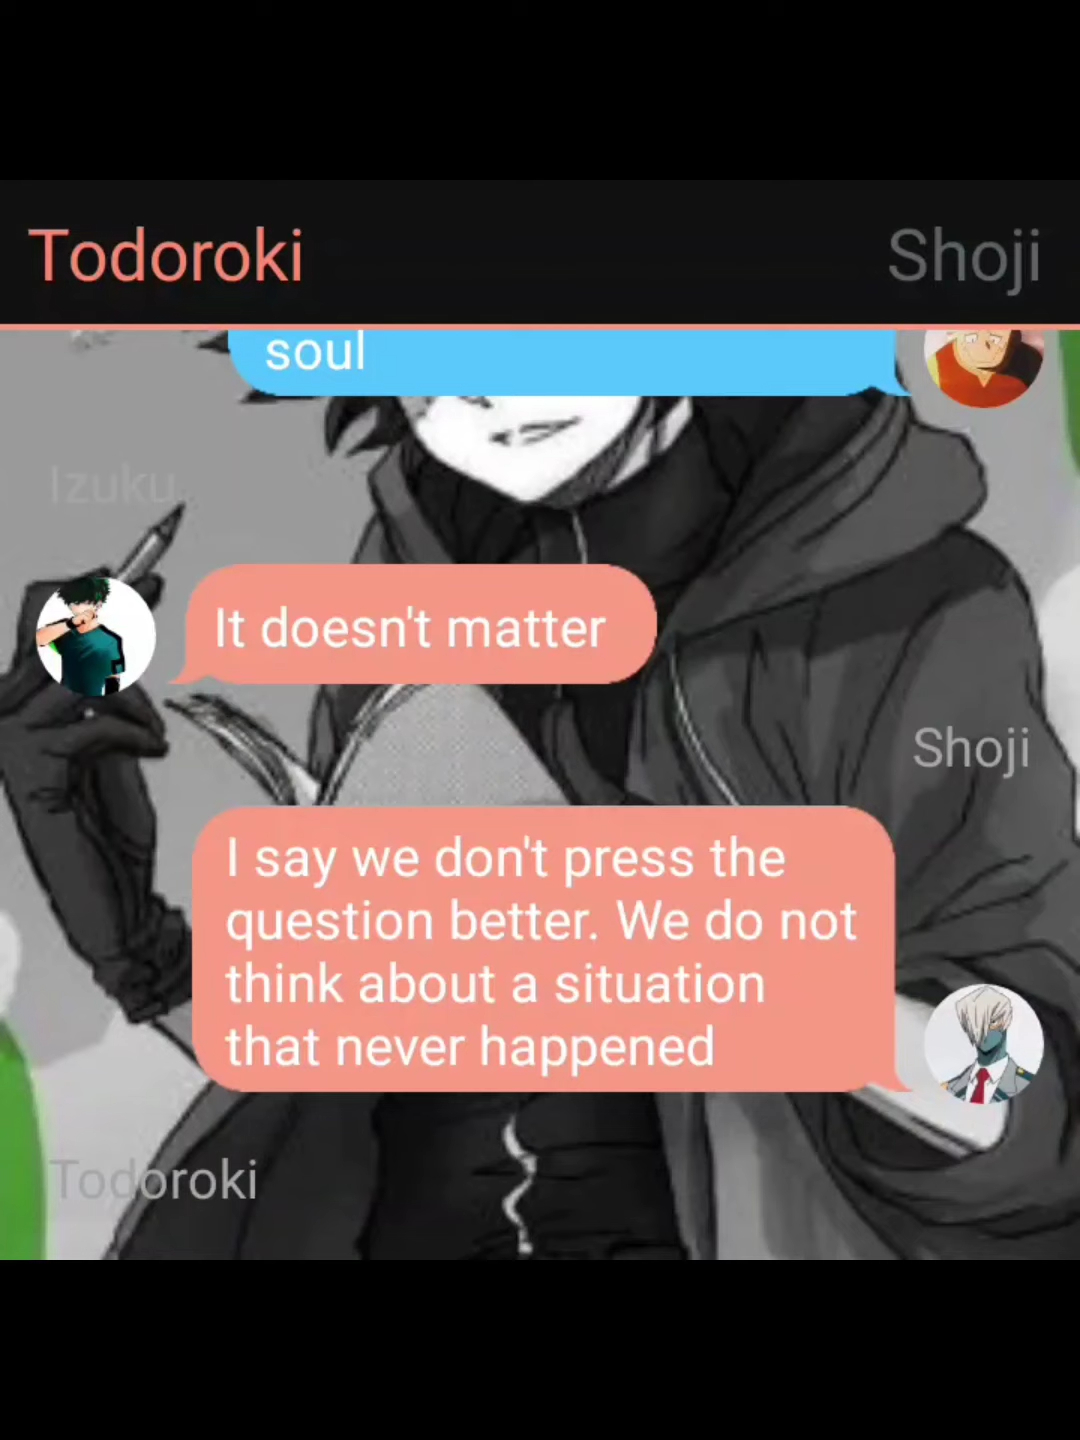 Todoroki
Shoji
soul
Izuku
It doesn't matter
Shoji
I say we don't press the
question better. We do not
think about a situation
that never happened
Todoroki